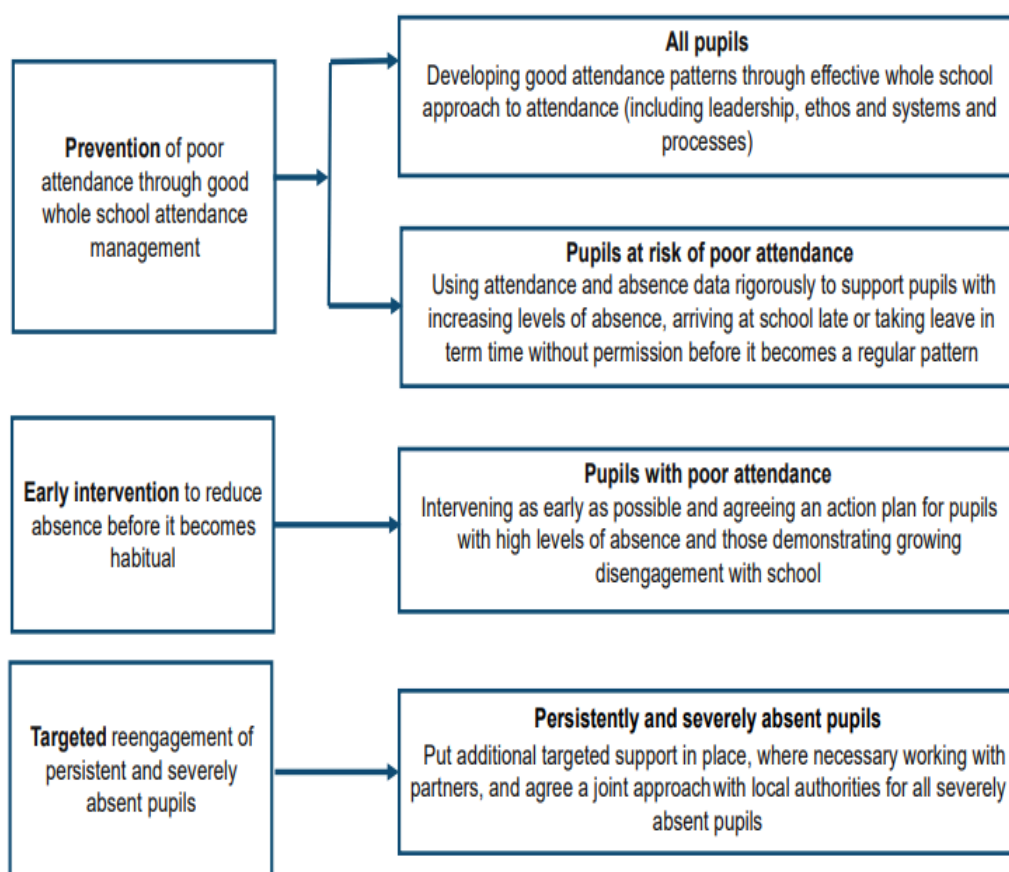 Prevention of poor
attendance through good
whole school attendance
management
All pupils
Developing good attendance patterns through effective whole school
approach to attendance (including leadership, ethos and systems and
processes)
Pupils at risk of poor attendance
Using attendance and absence data rigorously to support pupils with
increasing levels of absence, arriving at school late or taking leave in
term time without permission before it becomes a regular pattern
Early intervention to reduce
absence before it becomes
habitual
Pupils with poor attendance
Intervening as early as possible and agreeing an action plan for pupils
with high levels of absence and those demonstrating growing
disengagement with school
Targeted reengagement of
persistent and severely
absent pupils
Persistently and severely absent pupils
Put additional targeted support in place, where necessary working with
partners, and agree a joint approach with local authorities for all severely
absent pupils